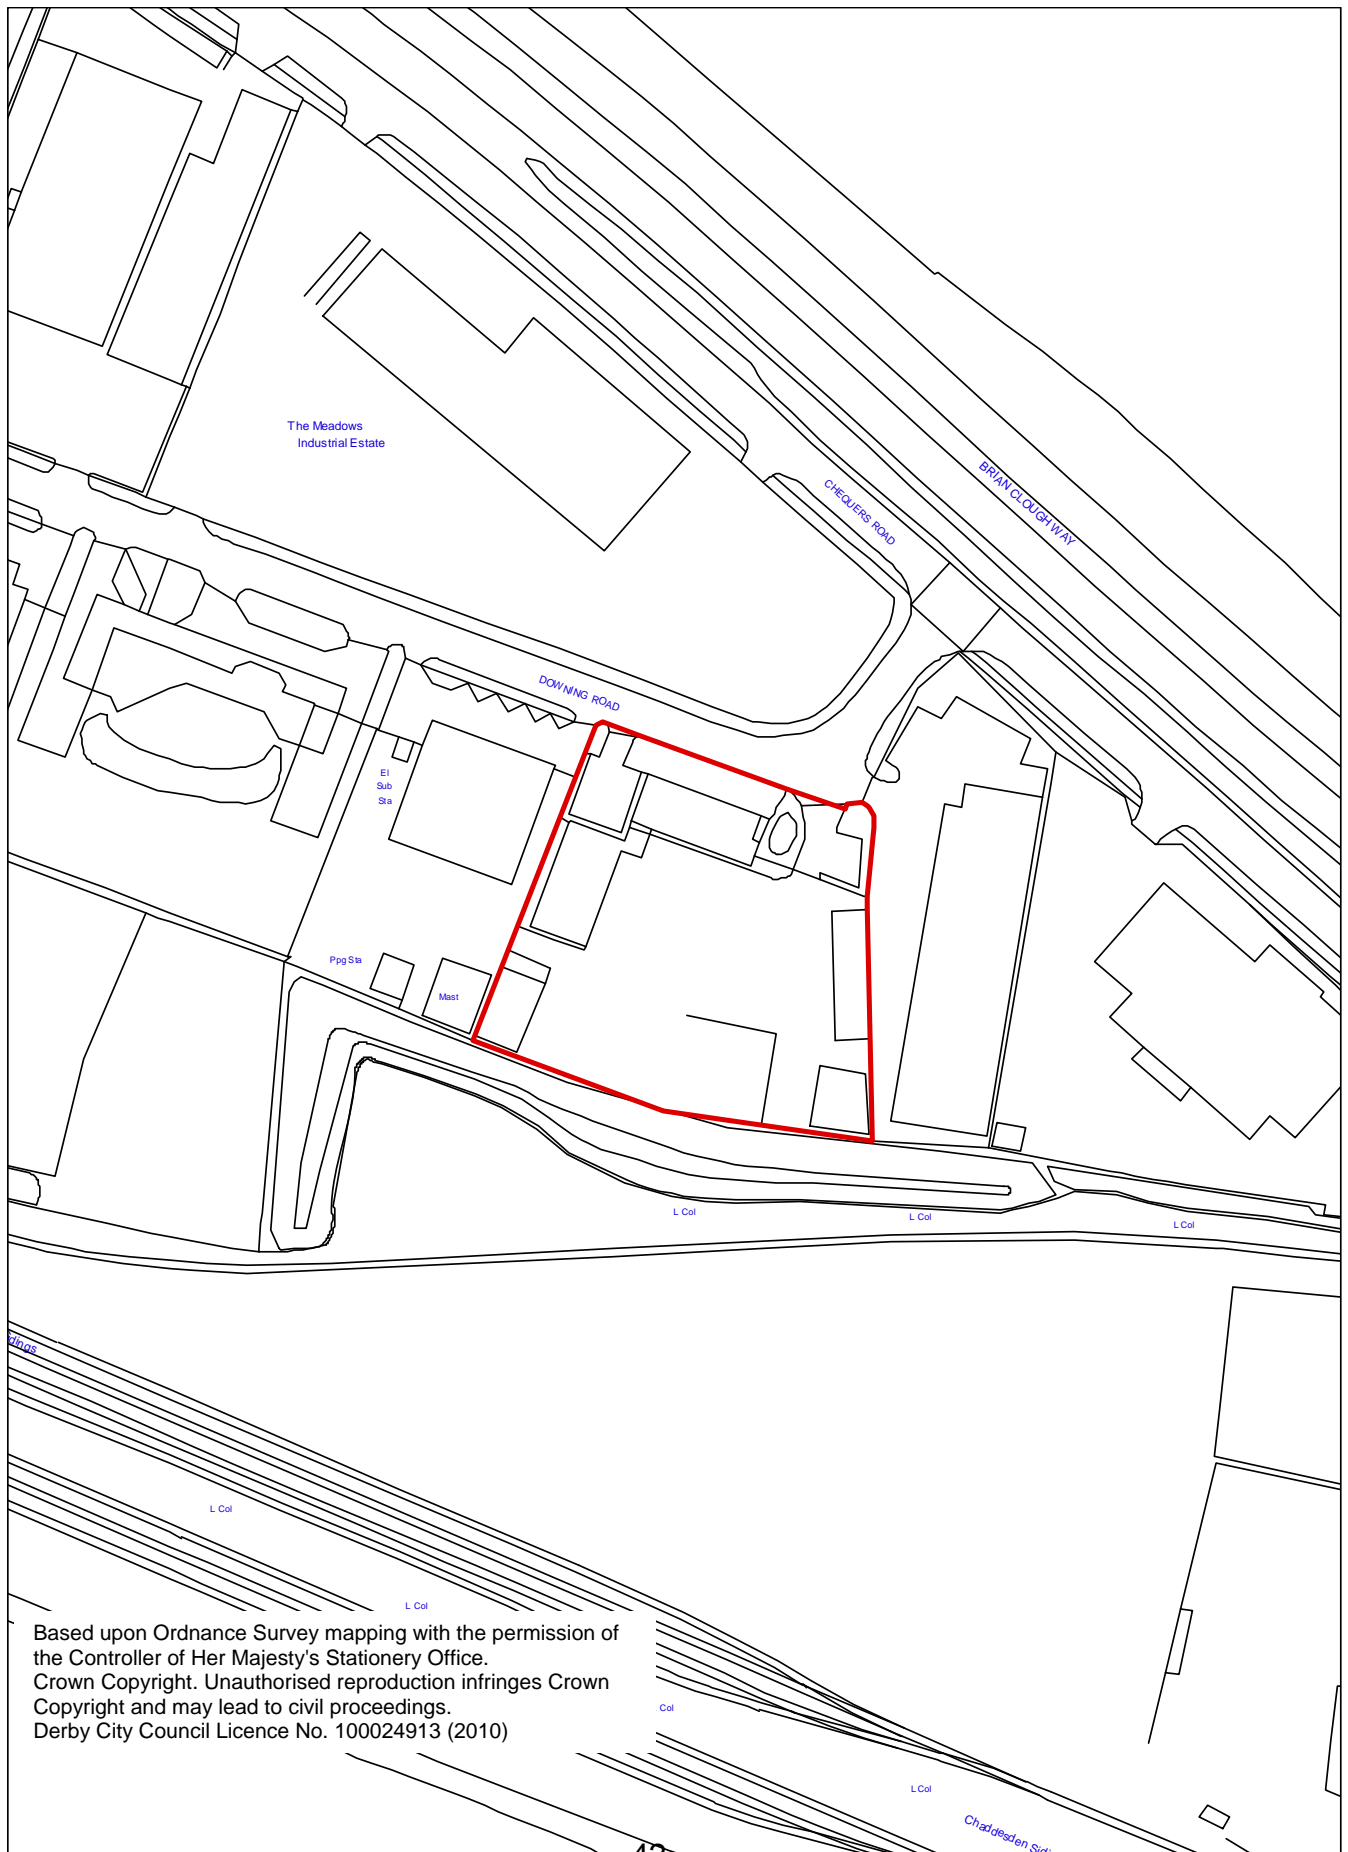 The Meadows
Industrial Estate
CHEQUERS ROAD
BRIAN CLOUGH WAY
DOWNING ROAD
El
Sub
Sta
Ppg Sta
Mast
L Col
L Col
L Col
L Col
L Col
Based upon Ordnance Survey mapping with the permission of
the Controller of Her Majesty's Stationery Office.
Crown Copyright. Unauthorised reproduction infringes Crown
Copyright and may lead to civil proceedings.
Derby City Council Licence No. 100024913 (2010)
Col
L Col
Chaddesden